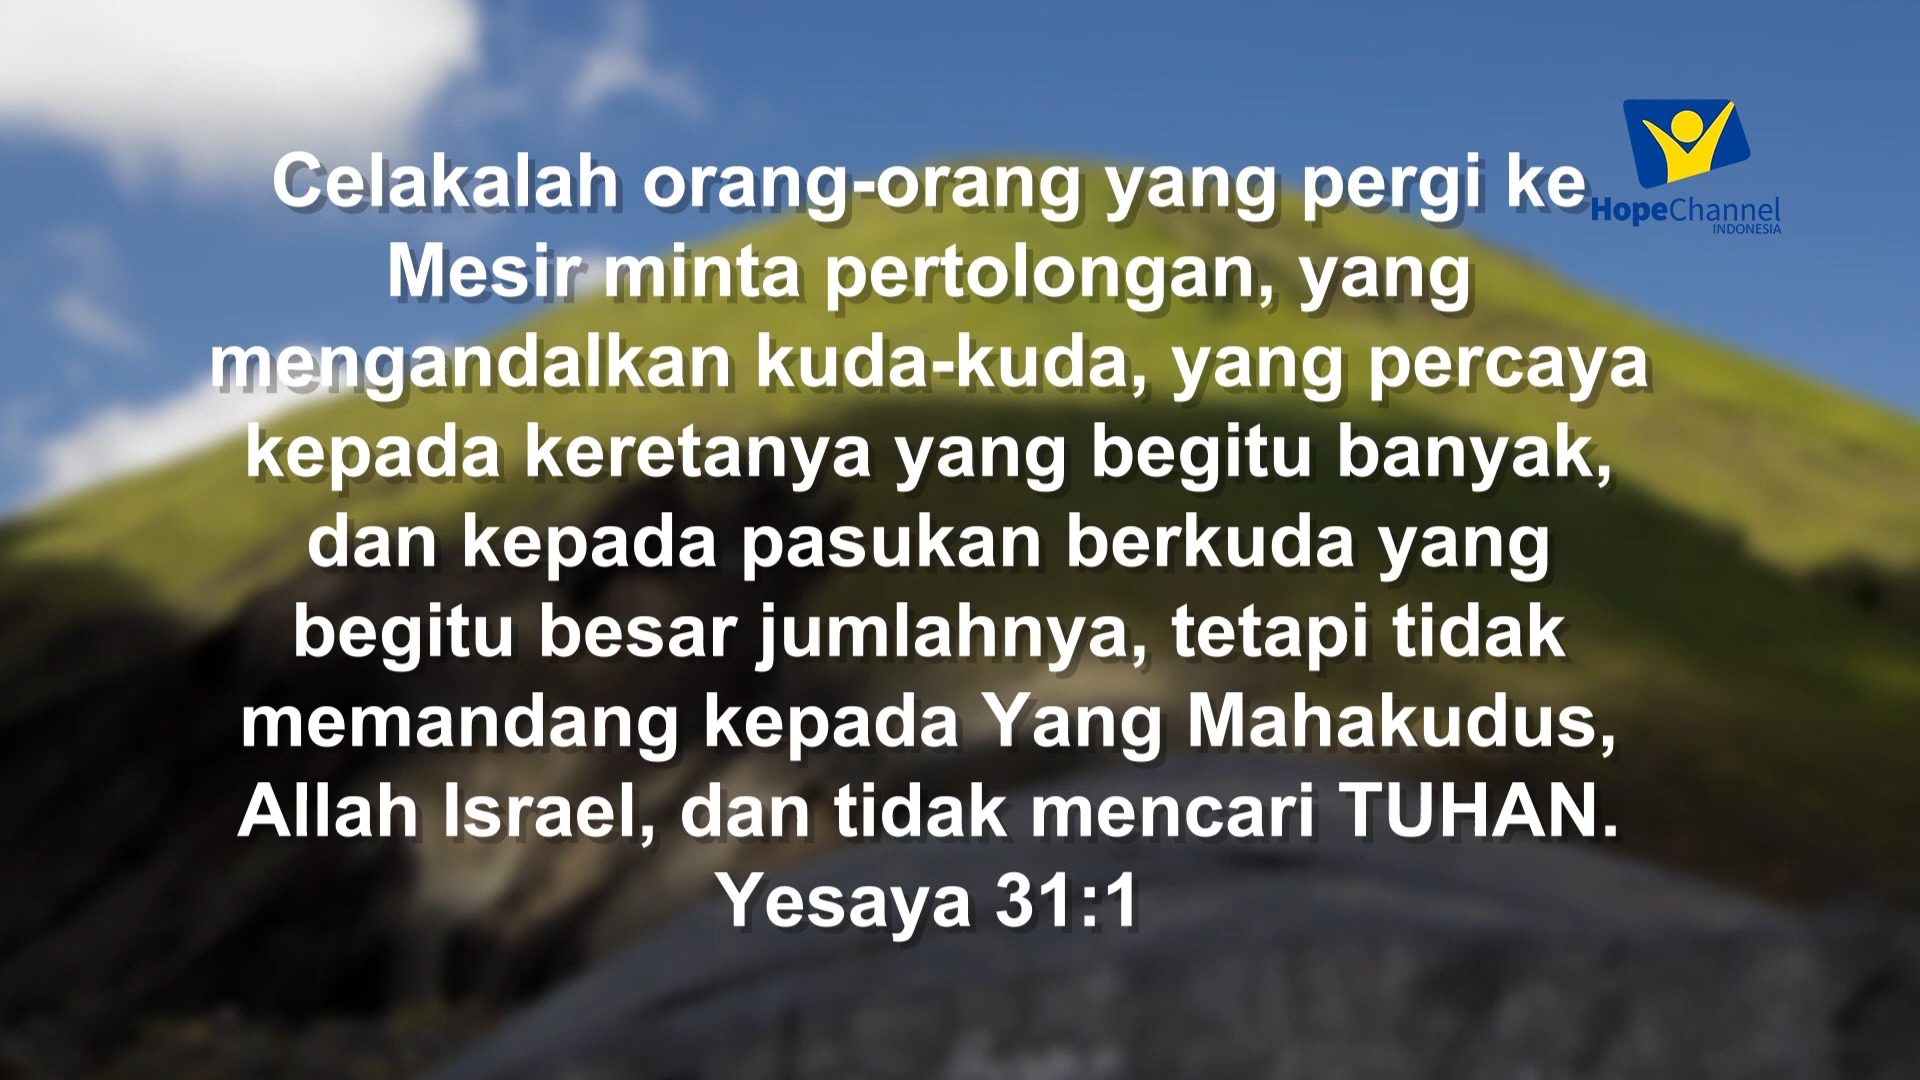 Celakalah orang-orang yang pergi ke
Mesir minta pertolongan, yang
mengandalkan kuda-kuda, yang percaya
kepada keretanya yang begitu banyak,
dan kepada pasukan berkuda yang
begitu besar jumlahnya, tetapi tidak
memandang kepada Yang Mahakudus,
Allah Israel, dan tidak mencari TUHAN.
Yesaya 31:1
HopeChannel
INDONESIA